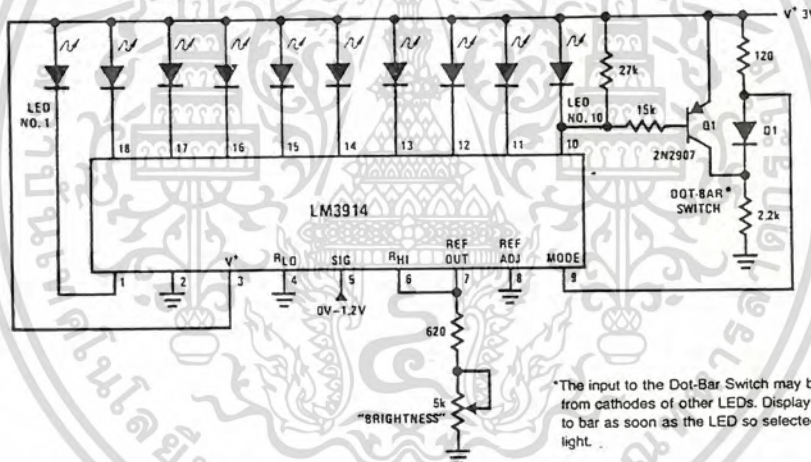 V⁺ 3V
120
27k
15k
LED
NO. 1
LED
NO. 10
Q1
D1
2N2907
DOT-BAR*
SWITCH
2.2k
18 17 16 15 14 13 12 11 10
LM3914
V⁺ RLO SIG RHI REF OUT REF ADJ MODE
1 2 3 4 5 6 7 8 9
0V–1.2V
620
5k
"BRIGHTNESS"
*The input to the Dot-Bar Switch may b
from cathodes of other LEDs. Display
to bar as soon as the LED so selected
light.